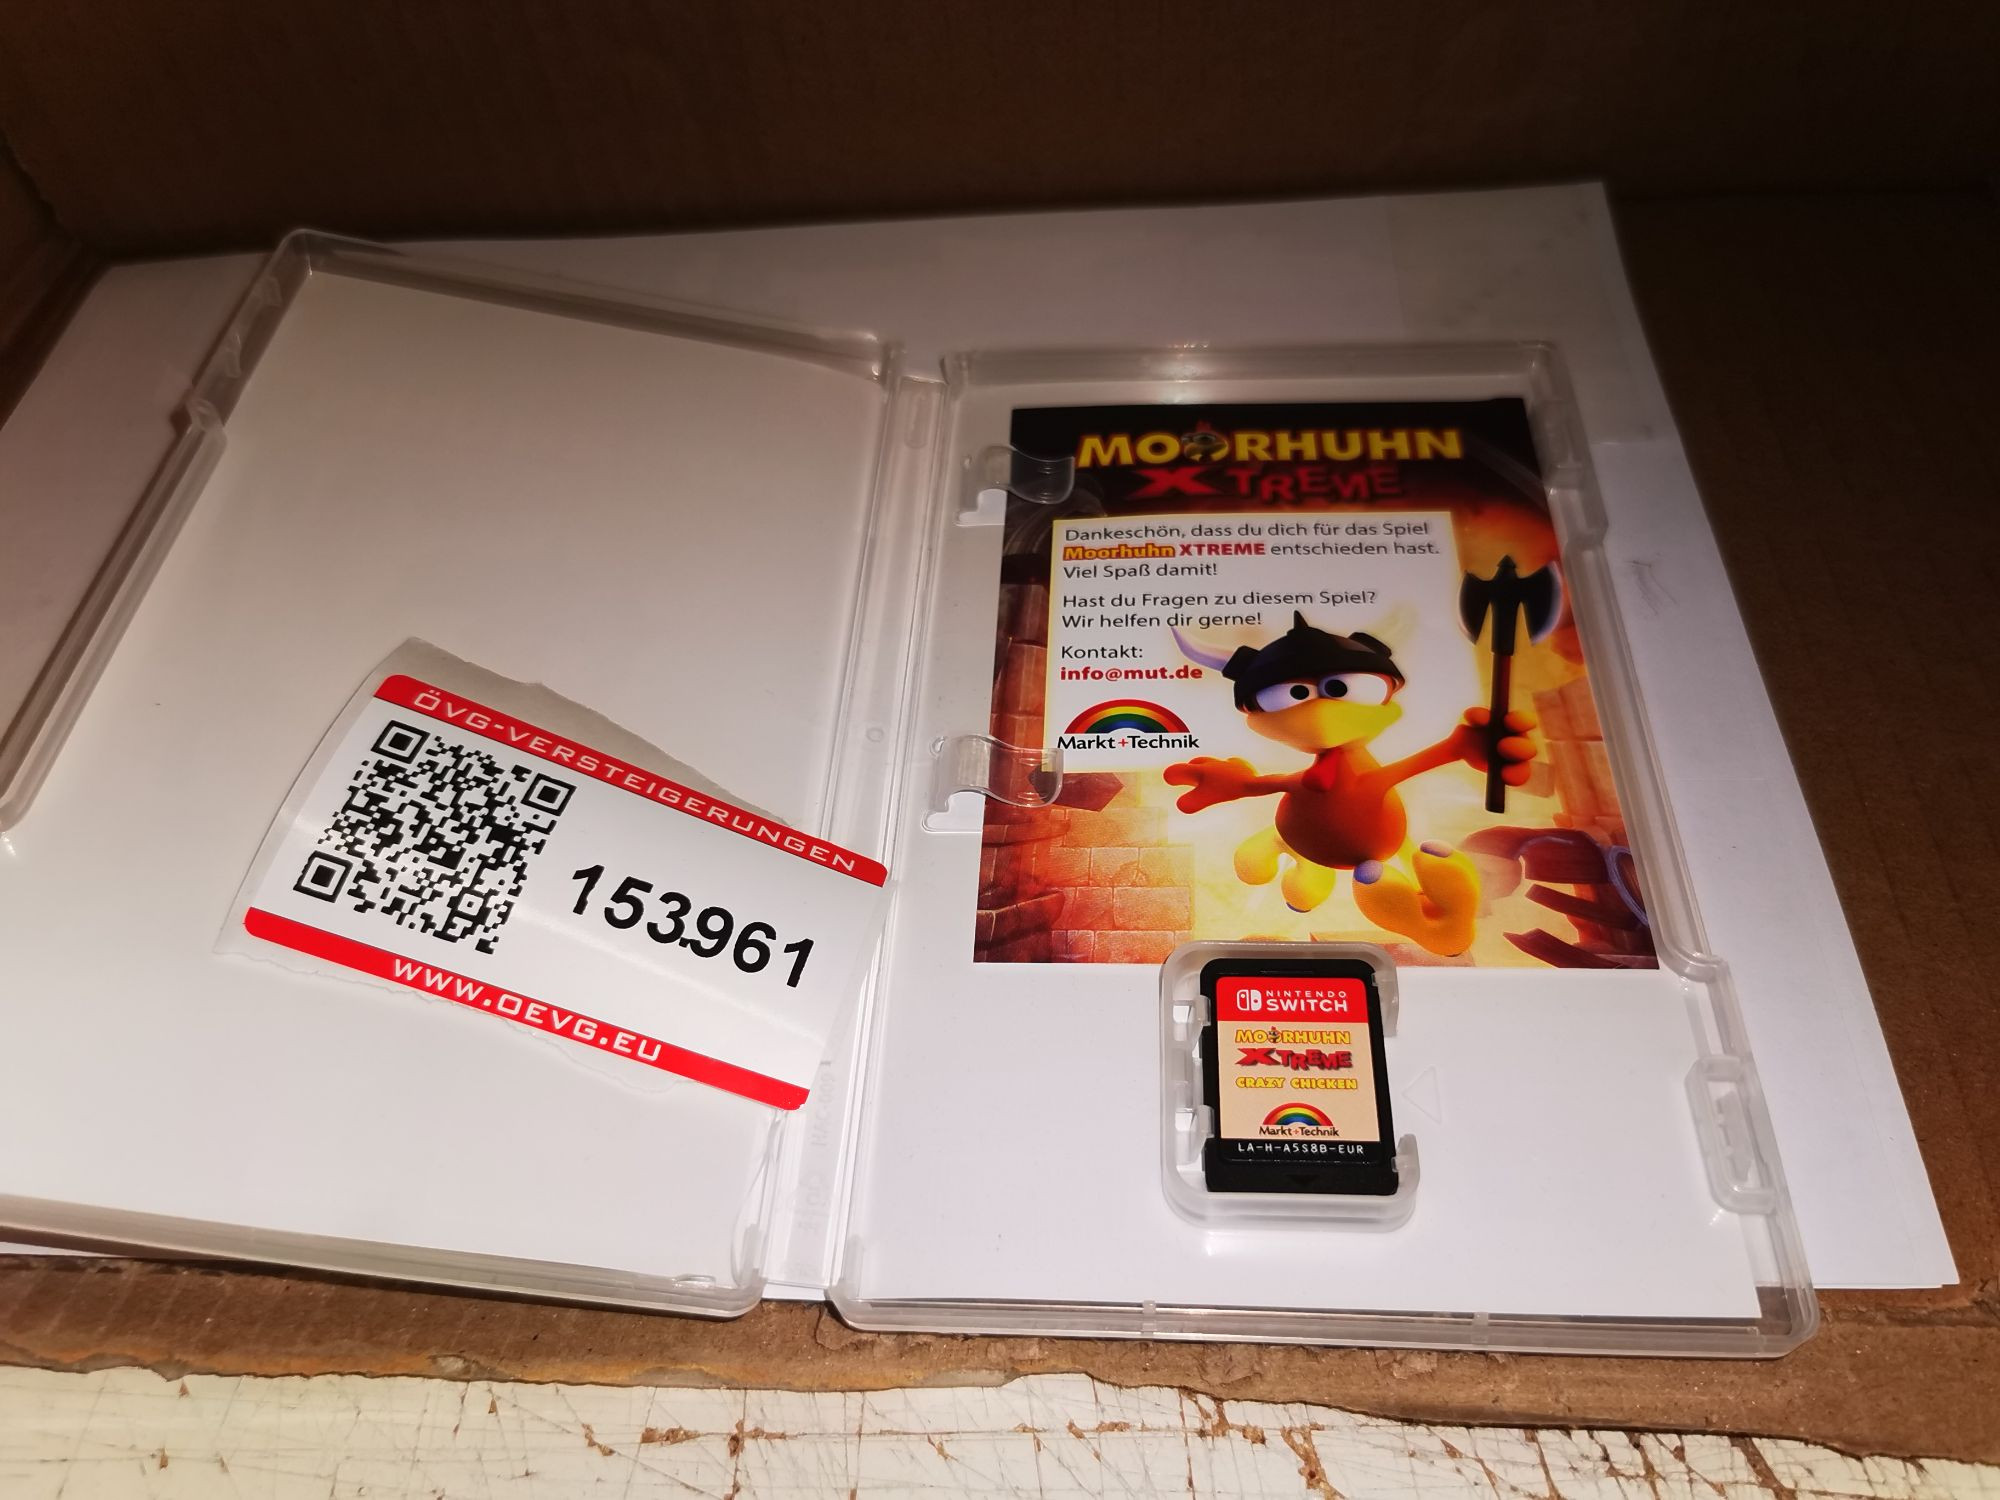 ÖVG-VERSTEIGERUNGEN
153.961
WWW.OEVG.EU
MOORHUHN
XTREME
Dankeschön, dass du dich für das Spiel
Moorhuhn XTREME entschieden hast.
Viel Spaß damit!
Hast du Fragen zu diesem Spiel?
Wir helfen dir gerne!
Kontakt:
info@mut.de
Markt+Technik
NINTENDO
SWITCH
MOORHUHN
XTREME
CRAZY CHICKEN
Markt+Technik
LA-H-A5S8B-EUR